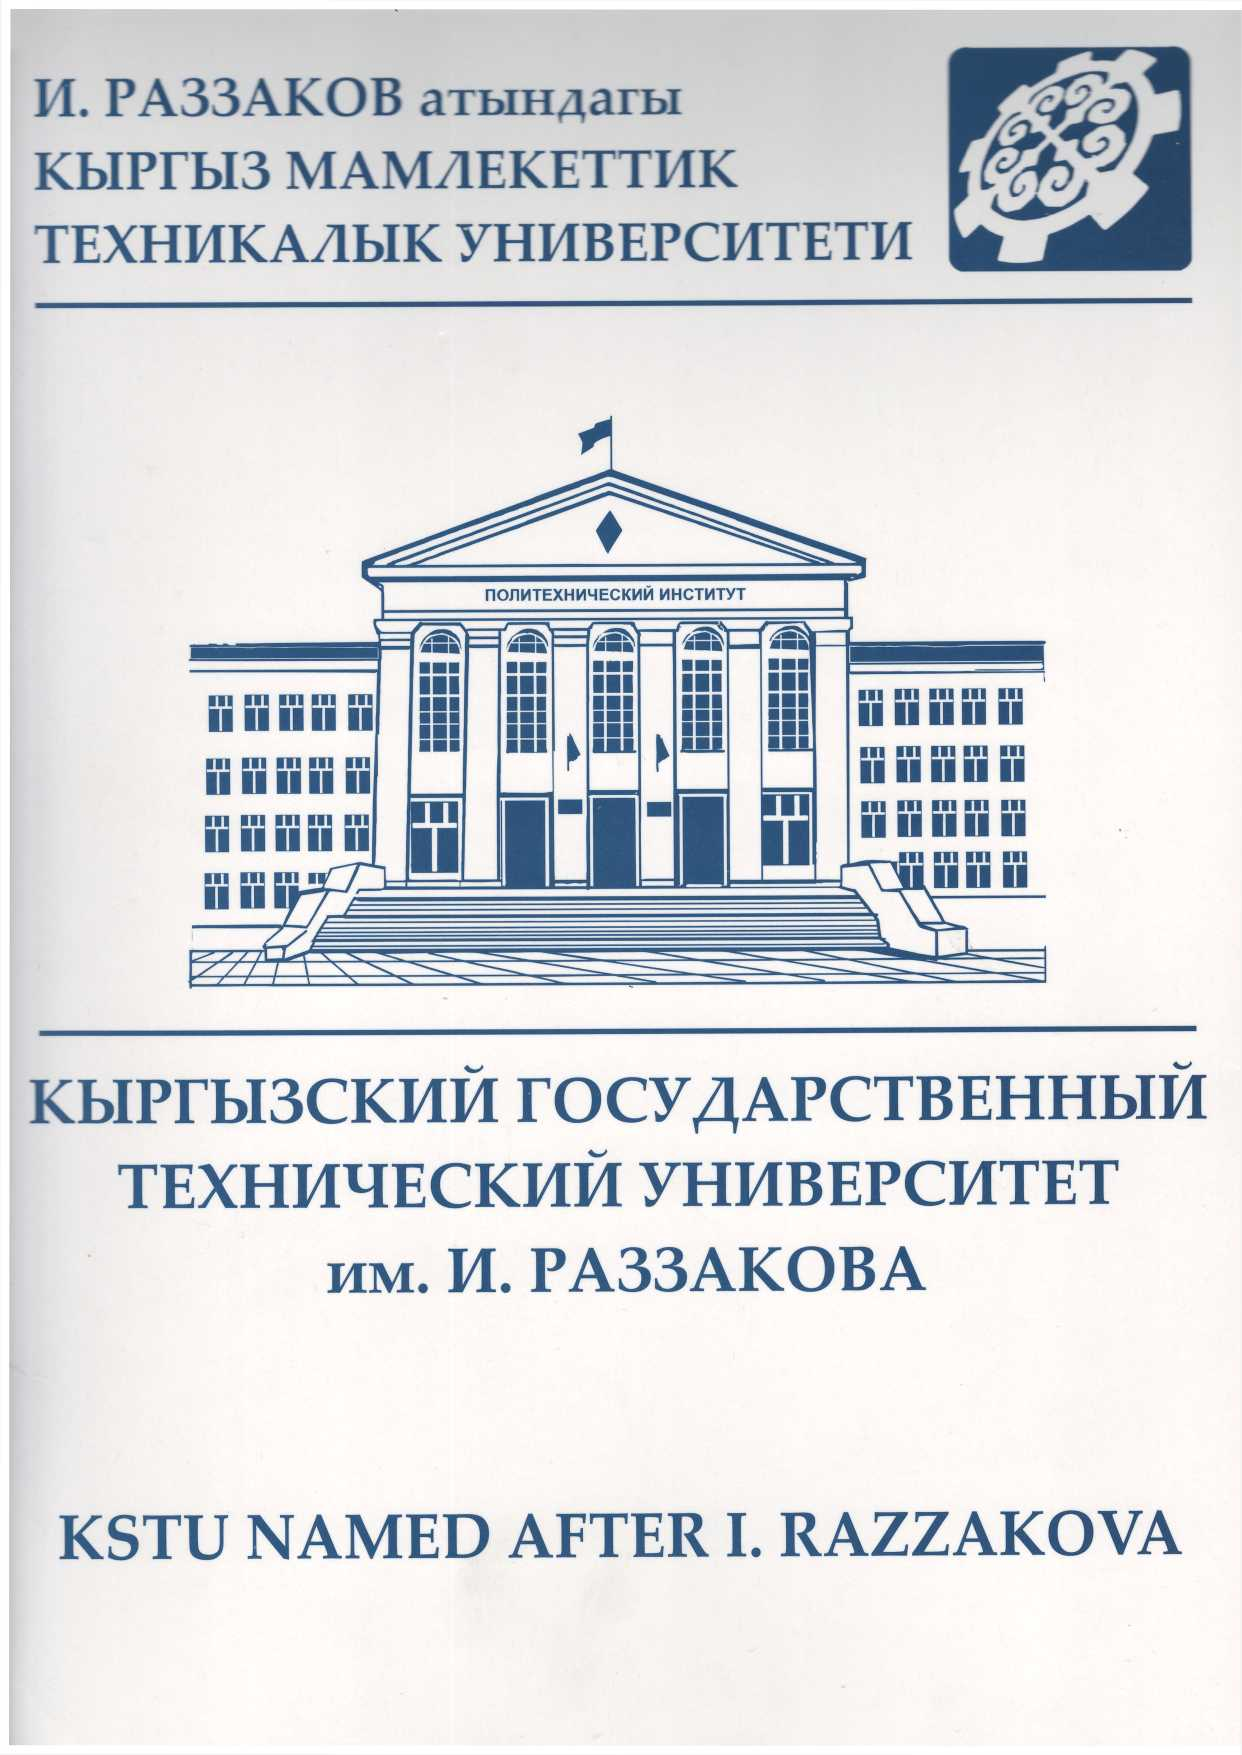 И. РАЗЗАКОВ атындагы
КЫРГЫЗ МАМЛЕКЕТТИК
ТЕХНИКАЛЫК УНИВЕРСИТЕТИ
ПОЛИТЕХНИЧЕСКИЙ ИНСТИТУТ
КЫРГЫЗСКИЙ ГОСУДАРСТВЕННЫЙ
ТЕХНИЧЕСКИЙ УНИВЕРСИТЕТ
им. И. РАЗЗАКОВА
KSTU NAMED AFTER I. RAZZAKOVA